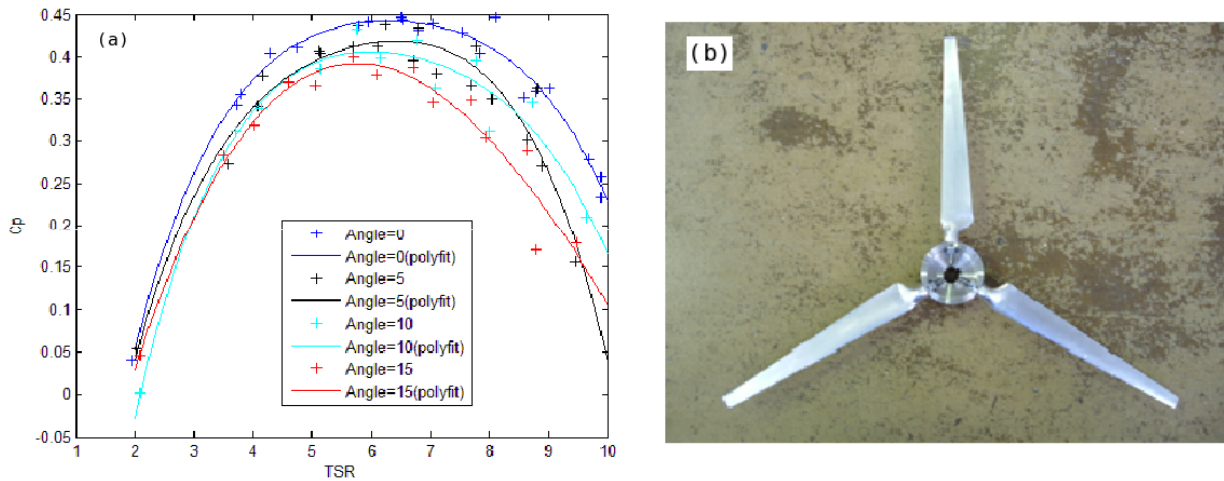 (a)
0.45
0.4
0.35
0.3
0.25
0.2
0.15
0.1
0.05
0
-0.05
Cp
Angle=0
Angle=0(polyfit)
Angle=5
Angle=5(polyfit)
Angle=10
Angle=10(polyfit)
Angle=15
Angle=15(polyfit)
1 2 3 4 5 6 7 8 9 10
TSR
(b)